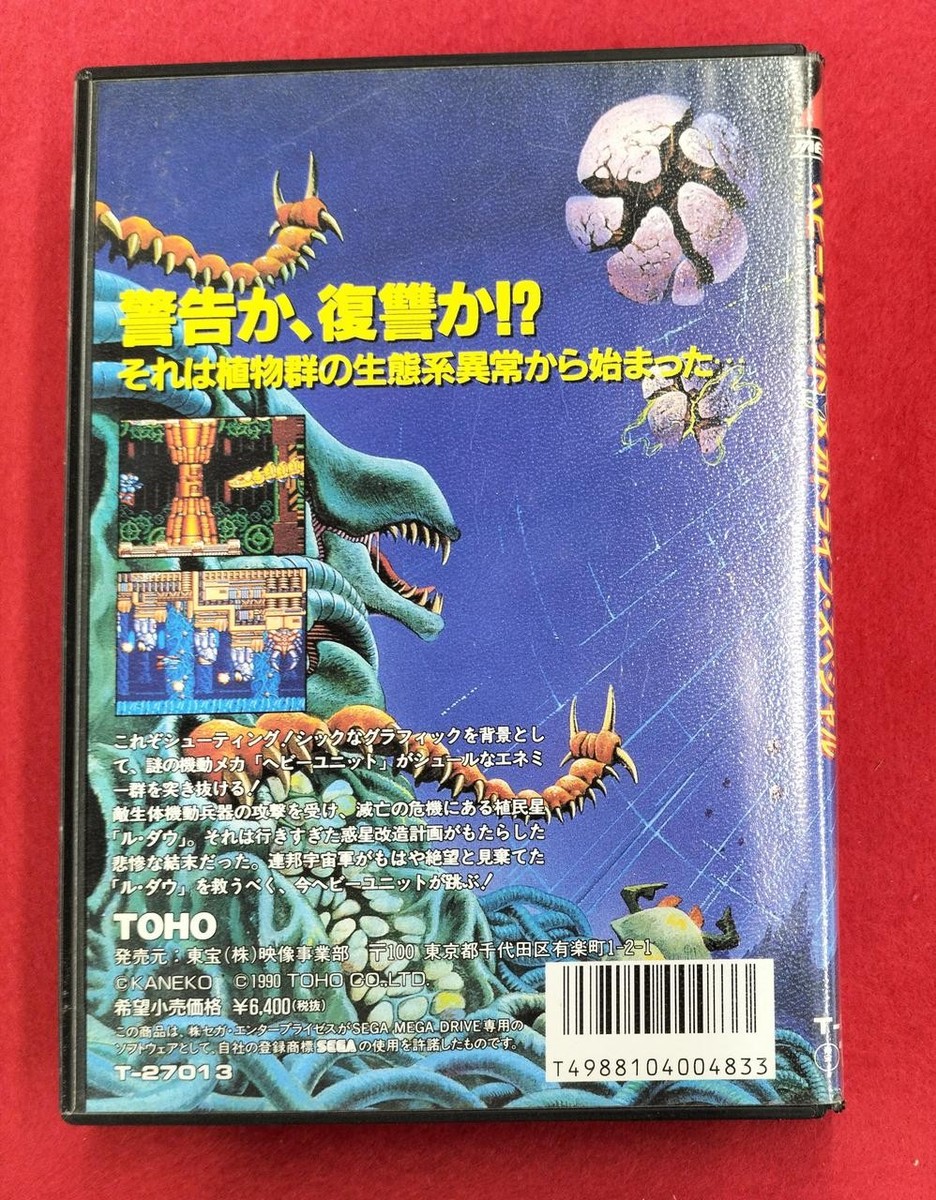 警告か、復讐か!?
それは植物群の生態系異常から始まった…
これぞシューティング!シックなグラフィックを背景とし
て、謎の機動メカ「ヘビーユニット」がシュールなエネミ
ー群を突き抜ける!
敵生体機動兵器の攻撃を受け、滅亡の危機にある植民星
「ル・ダウ」。それは行きすぎた惑星改造計画がもたらした
悲惨な結末だった。連邦宇宙軍がもはや絶望と見棄てた
「ル・ダウ」を救うべく、今ヘビーユニットが跳ぶ!
TOHO
発売元:東宝(株)映像事業部 〒100 東京都千代田区有楽町1-2-1
©KANEKO ©1990 TOHO CO.,LTD.
希望小売価格 ¥6,400(税抜)
この商品は、株セガ・エンタープライゼスがSEGA MEGA DRIVE専用の
ソフトウェアとして、自社の登録商標SEGAの使用を許諾したものです。
T-27013
T4988104004833